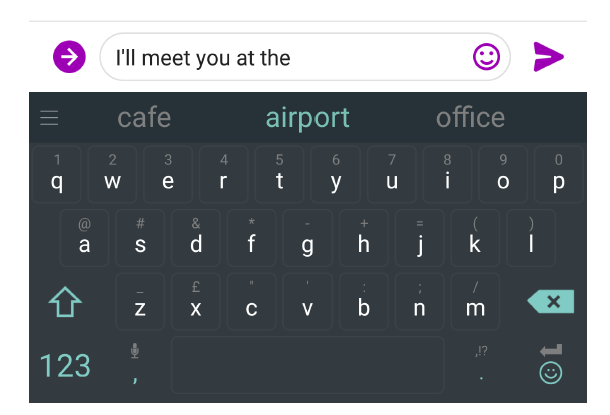 I'll meet you at the
cafe airport office
1 2 3 4 5 6 7 8 9 0
q w e r t y u i o p
@ # & * - + = ( )
a s d f g h j k l
_ £ " ' : ; /
z x c v b n m
,!?
123 , .